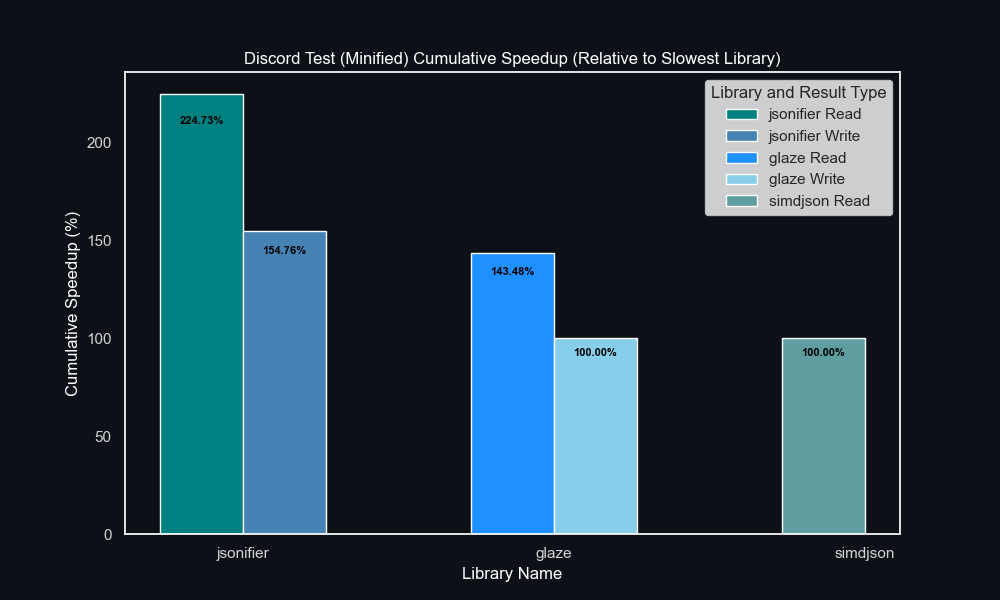 Discord Test (Minified) Cumulative Speedup (Relative to Slowest Library)
Library and Result Type
jsonifier Read
jsonifier Write
glaze Read
glaze Write
simdjson Read
Cumulative Speedup (%)
200
150
100
50
0
224.73%
154.76%
143.48%
100.00%
100.00%
jsonifier
glaze
simdjson
Library Name